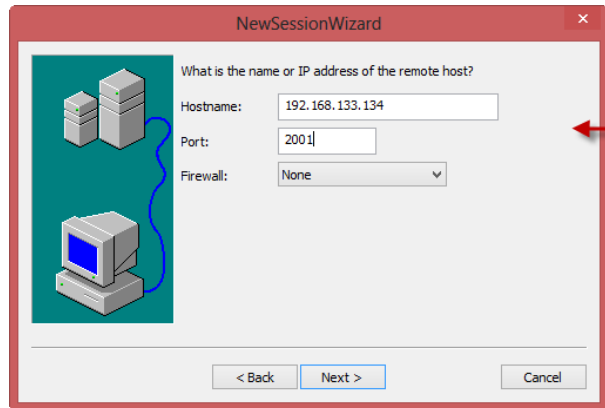 NewSessionWizard
What is the name or IP address of the remote host?
Hostname: 192.168.133.134
Port: 2001
Firewall: None
< Back Next > Cancel